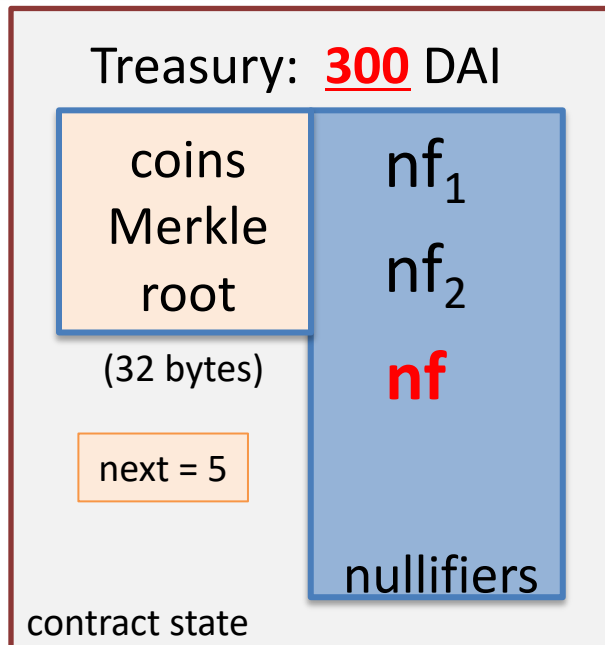 Treasury: 300 DAI
coins
Merkle
root
(32 bytes)
next = 5
nf₁
nf₂
nf
nullifiers
contract state